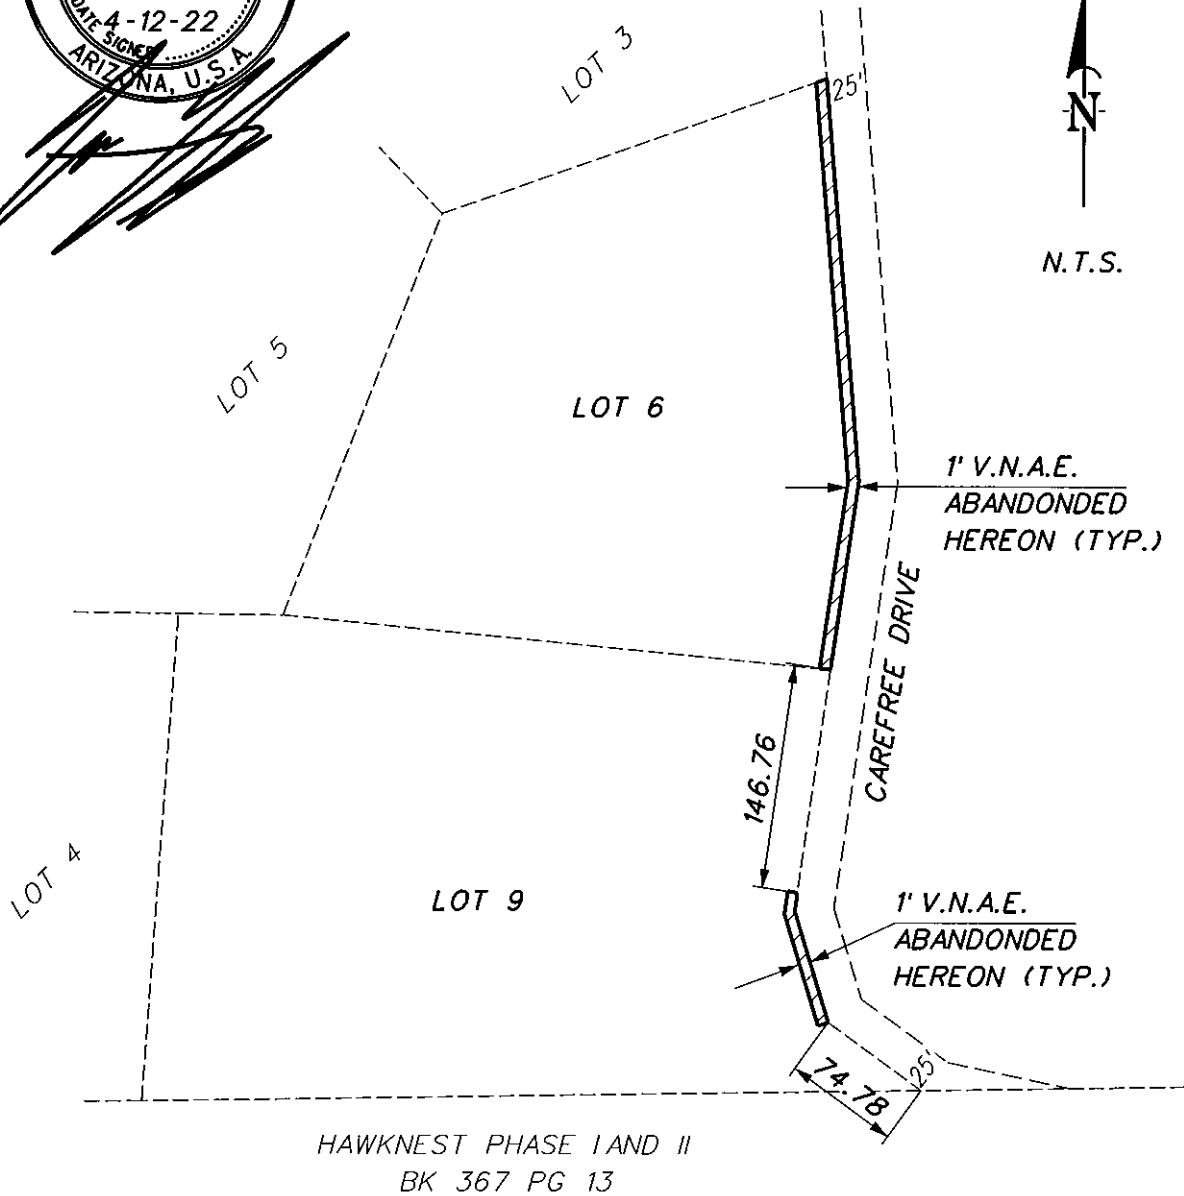 4-12-22
DATE SIGNED
ARIZONA, U.S.A.
LOT 3
25'
N
N.T.S.
LOT 5
LOT 6
1' V.N.A.E.
ABANDONDED
HEREON (TYP.)
CAREFREE DRIVE
146.76
LOT 4
LOT 9
1' V.N.A.E.
ABANDONDED
HEREON (TYP.)
25'
74.78
HAWKNEST PHASE I AND II
BK 367 PG 13